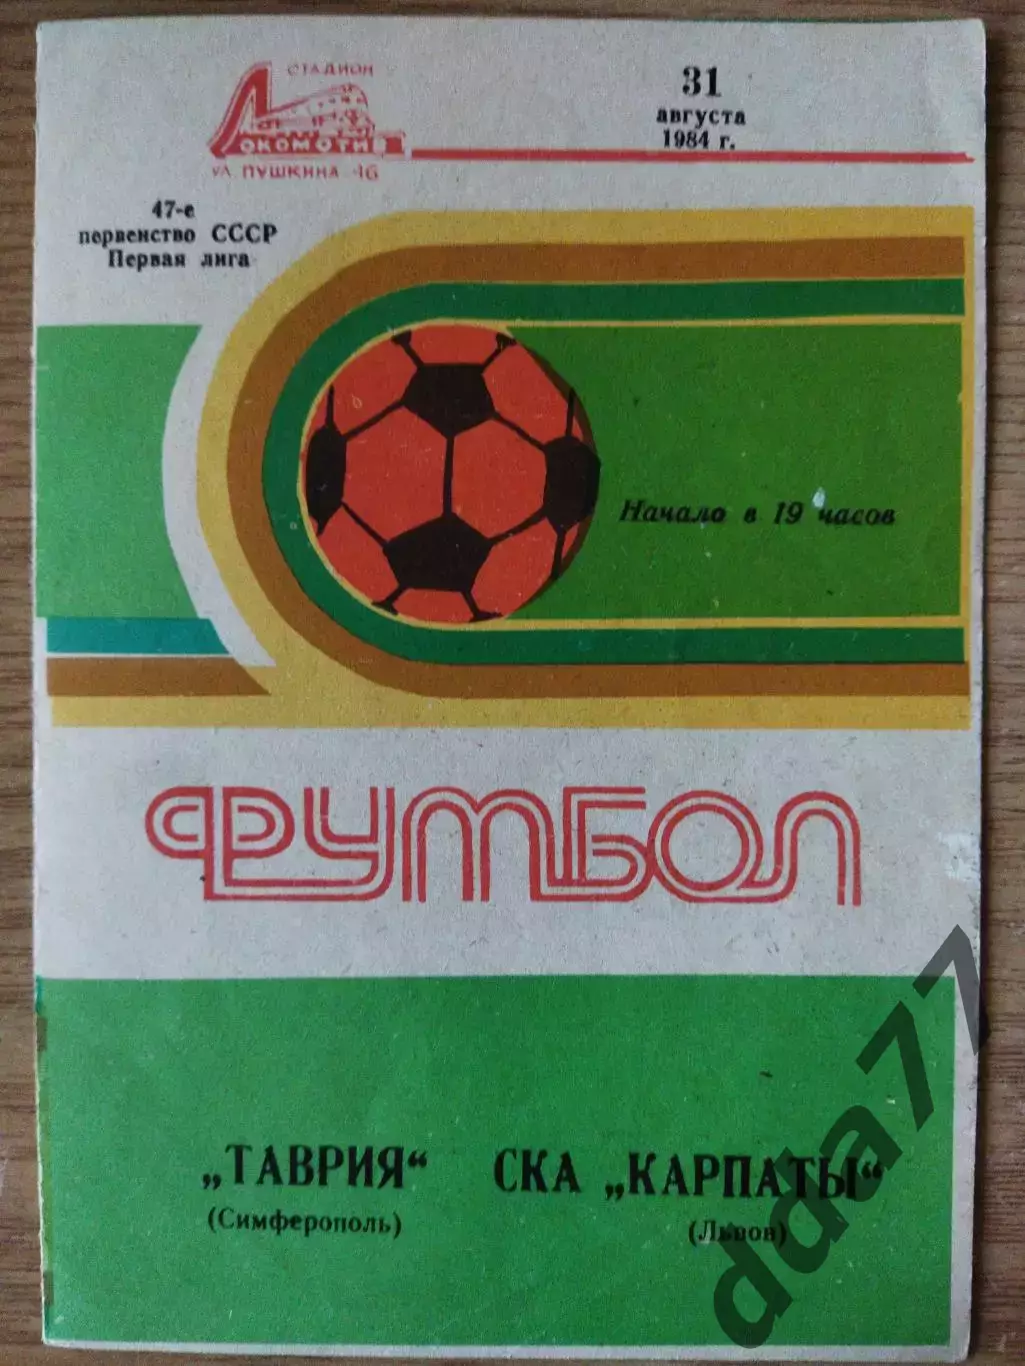 СТАДИОН
ЛОКОМОТИВ
УЛ. ПУШКИНА 46
31
августа
1984 г.
47-е
первенство СССР
Первая лига
Начало в 19 часов
ФУТБОЛ
„ТАВРИЯ“
(Симферополь)
СКА „КАРПАТЫ“
(Львов)
dda77